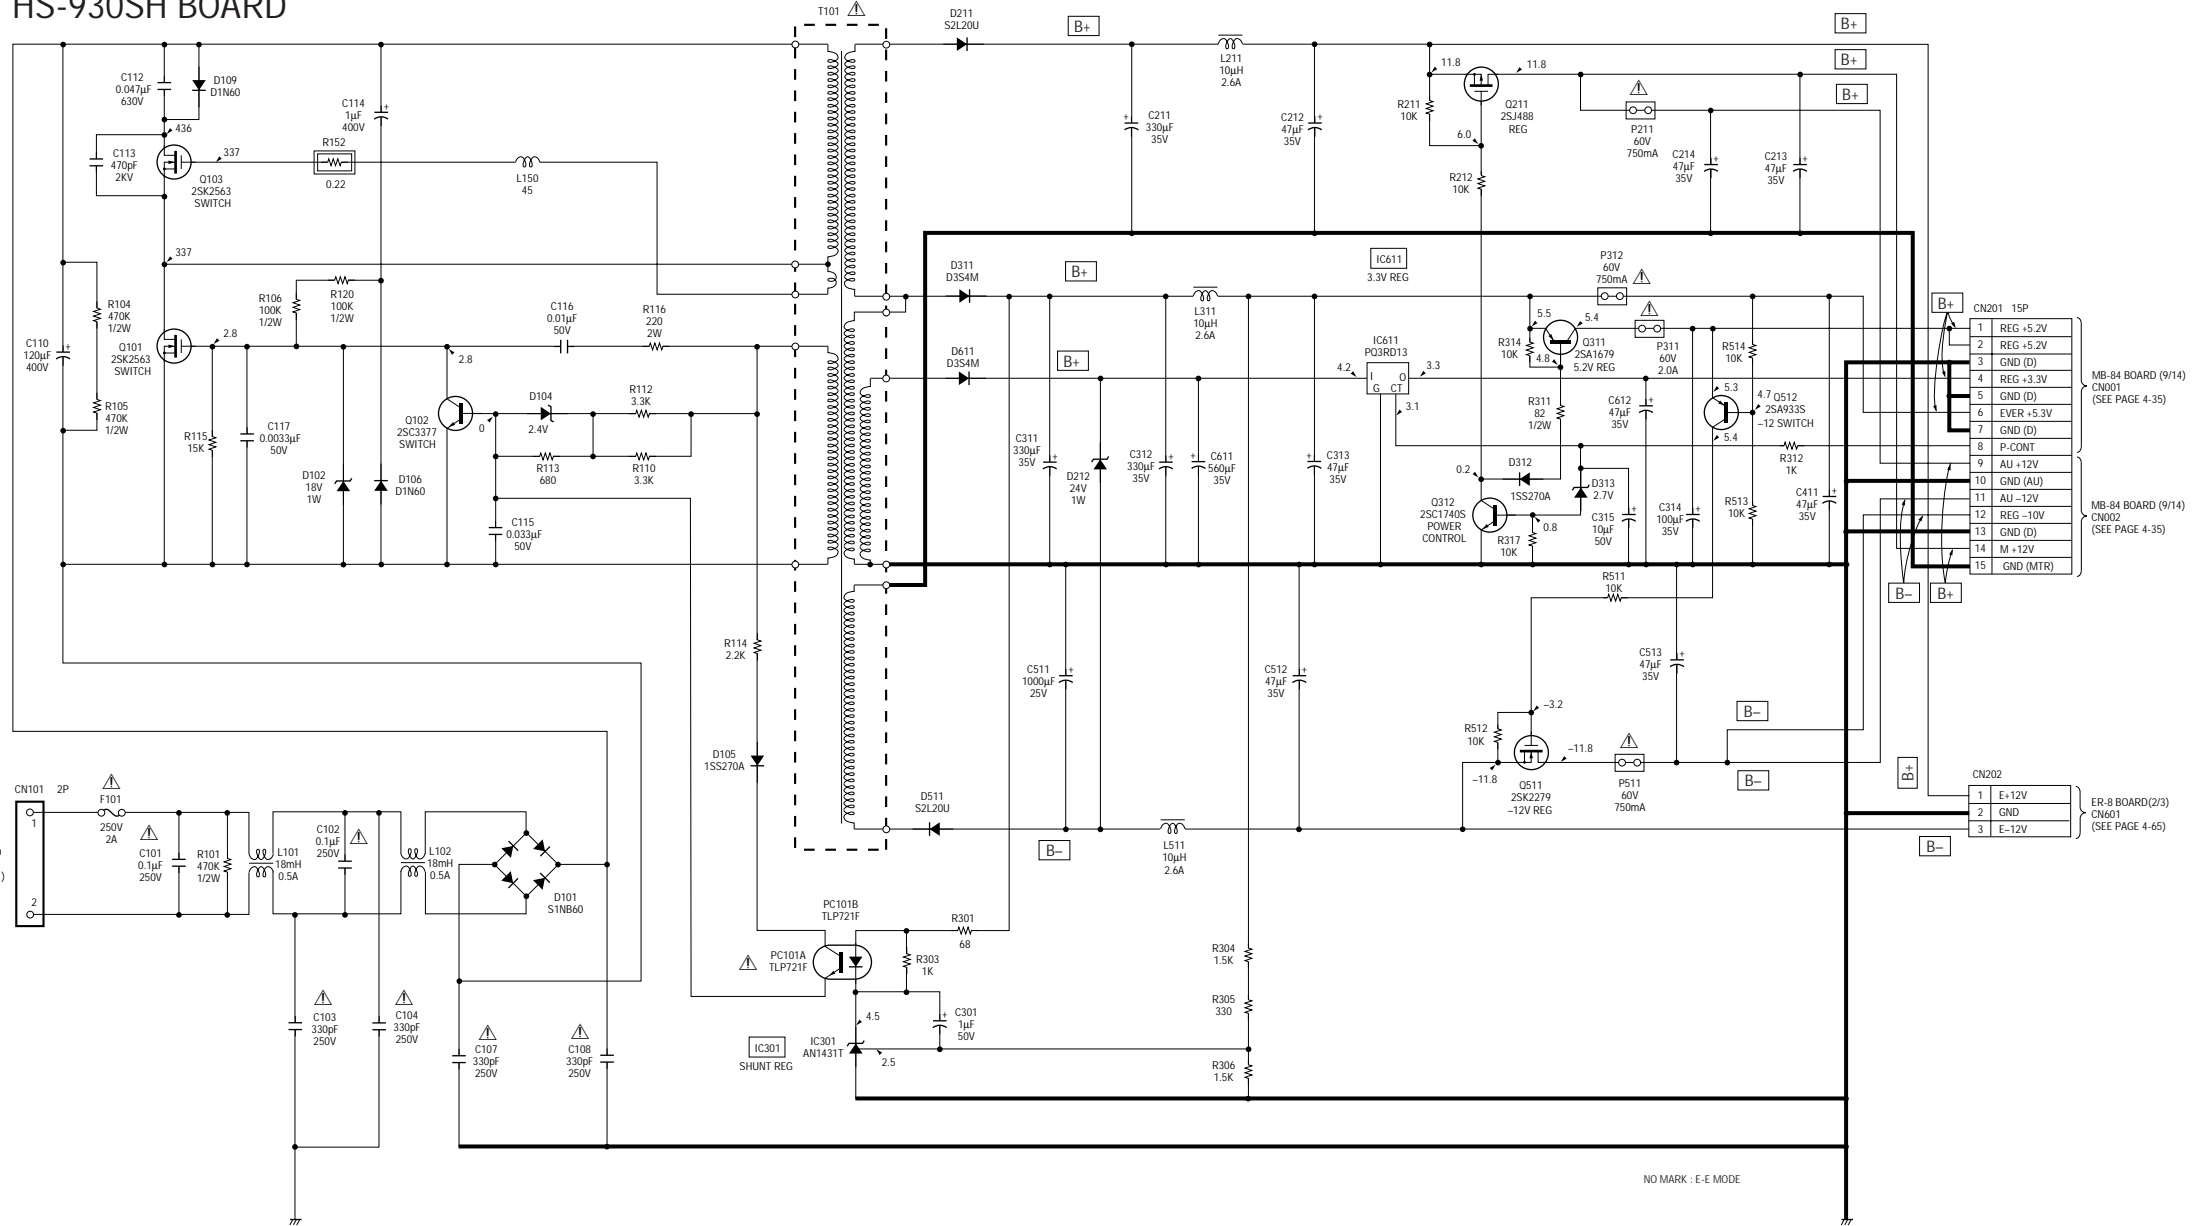 HS-930SH BOARD
T101
D211
S2L20U
B+
B+
B+
B+
C112
0.047µF
630V
D109
D1N60
C114
1µF
400V
436
C113
470pF
2KV
Q103
2SK2563
SWITCH
337
R152
0.22
L150
45
337
L211
10µH
2.6A
C211
330µF
35V
C212
47µF
35V
11.8
11.8
R211
10K
Q211
2SJ488
REG
6.0
R212
10K
P211
60V
750mA
C214
47µF
35V
C213
47µF
35V
R104
470K
1/2W
R106
100K
1/2W
R120
100K
1/2W
C116
0.01µF
50V
R116
220
2W
C110
120µF
400V
Q101
2SK2563
SWITCH
2.8
2.8
R105
470K
1/2W
R115
15K
C117
0.0033µF
50V
Q102
2SC3377
SWITCH
0
D104
2.4V
R112
3.3K
R113
680
R110
3.3K
D102
18V
1W
D106
D1N60
C115
0.033µF
50V
R114
2.2K
D105
1SS270A
D311
D3S4M
B+
D611
D3S4M
B+
L311
10µH
2.6A
IC611
3.3V REG
IC611
PQ3RD13
4.2
I
O
G
CT
3.3
3.1
P312
60V
750mA
5.5
5.4
R314
10K
4.8
Q311
2SA1679
5.2V REG
P311
60V
2.0A
R514
10K
R311
82
1/2W
C612
47µF
35V
5.3
4.7
Q512
2SA933S
–12 SWITCH
5.4
R312
1K
C311
330µF
35V
D212
24V
1W
C312
330µF
35V
C611
560µF
35V
C313
47µF
35V
0.2
D312
1SS270A
D313
2.7V
Q312
2SC1740S
POWER
CONTROL
0.8
R317
10K
C315
10µF
50V
C314
100µF
35V
R513
10K
C411
47µF
35V
B+
CN201 15P
1 REG +5.2V
2 REG +5.2V
3 GND (D)
4 REG +3.3V
5 GND (D)
6 EVER +5.3V
7 GND (D)
8 P-CONT
9 AU +12V
10 GND (AU)
11 AU –12V
12 REG –10V
13 GND (D)
14 M +12V
15 GND (MTR)
MB-84 BOARD (9/14)
CN001
(SEE PAGE 4-35)
MB-84 BOARD (9/14)
CN002
(SEE PAGE 4-35)
B–
B+
R511
10K
C511
1000µF
25V
C512
47µF
35V
C513
47µF
35V
–3.2
R512
10K
–11.8
–11.8
Q511
2SK2279
–12V REG
P511
60V
750mA
B–
B–
B+
CN202
1 E+12V
2 GND
3 E–12V
ER-8 BOARD(2/3)
CN601
(SEE PAGE 4-65)
B–
D511
S2L20U
B–
L511
10µH
2.6A
CN101 2P
1
2
)
F101
250V
2A
C101
0.1µF
250V
R101
470K
1/2W
L101
18mH
0.5A
C102
0.1µF
250V
L102
18mH
0.5A
D101
S1NB60
C103
330pF
250V
C104
330pF
250V
C107
330pF
250V
C108
330pF
250V
PC101B
TLP721F
PC101A
TLP721F
R301
68
R303
1K
4.5
C301
1µF
50V
IC301
SHUNT REG
IC301
AN1431T
2.5
R304
1.5K
R305
330
R306
1.5K
NO MARK : E-E MODE